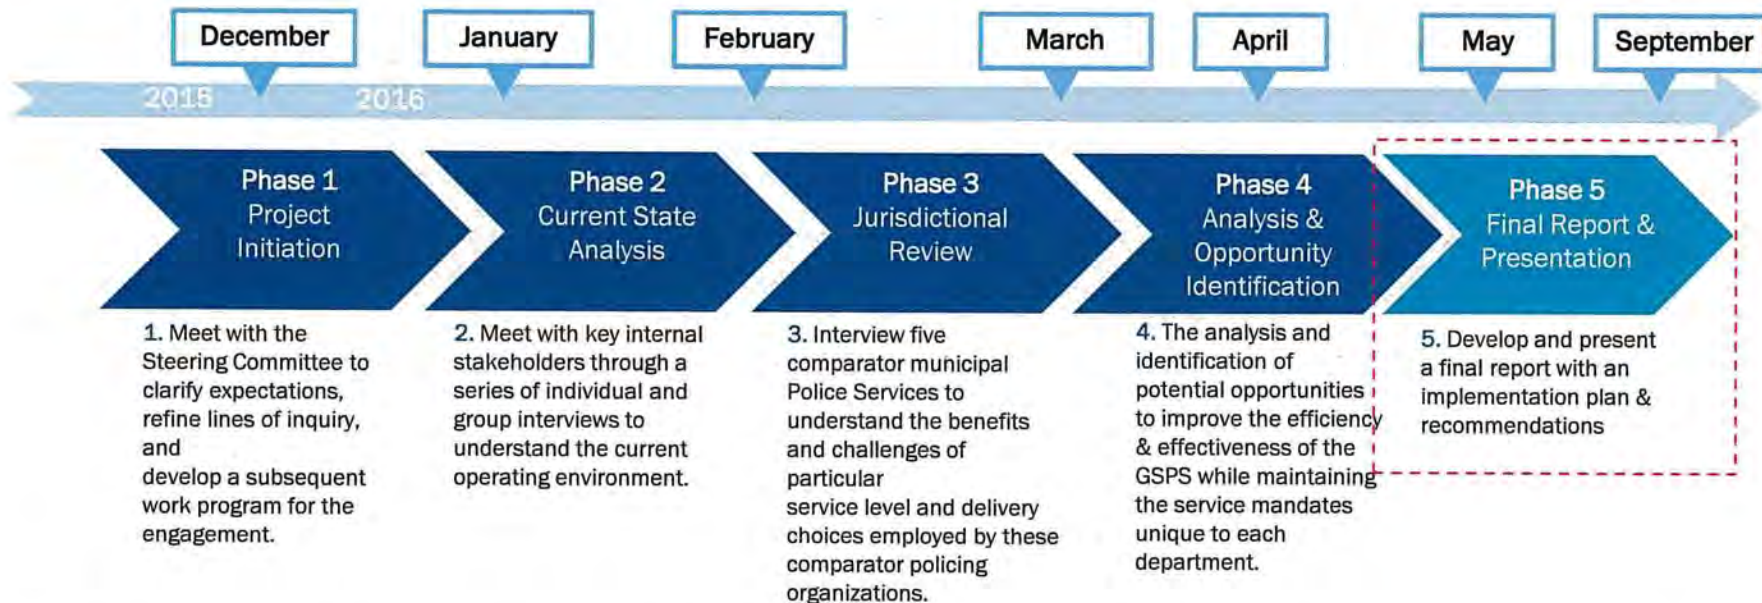 December
January
February
March
April
May
September
2015
2016
Phase 1
Project
Initiation
Phase 2
Current State
Analysis
Phase 3
Jurisdictional
Review
Phase 4
Analysis &
Opportunity
Identification
Phase 5
Final Report &
Presentation
1. Meet with the
Steering Committee to
clarify expectations,
refine lines of inquiry,
and
develop a subsequent
work program for the
engagement.
2. Meet with key internal
stakeholders through a
series of individual and
group interviews to
understand the current
operating environment.
3. Interview five
comparator municipal
Police Services to
understand the benefits
and challenges of
particular
service level and delivery
choices employed by these
comparator policing
organizations.
4. The analysis and
identification of
potential opportunities
to improve the efficiency
& effectiveness of the
GSPS while maintaining
the service mandates
unique to each
department.
5. Develop and present
a final report with an
implementation plan &
recommendations